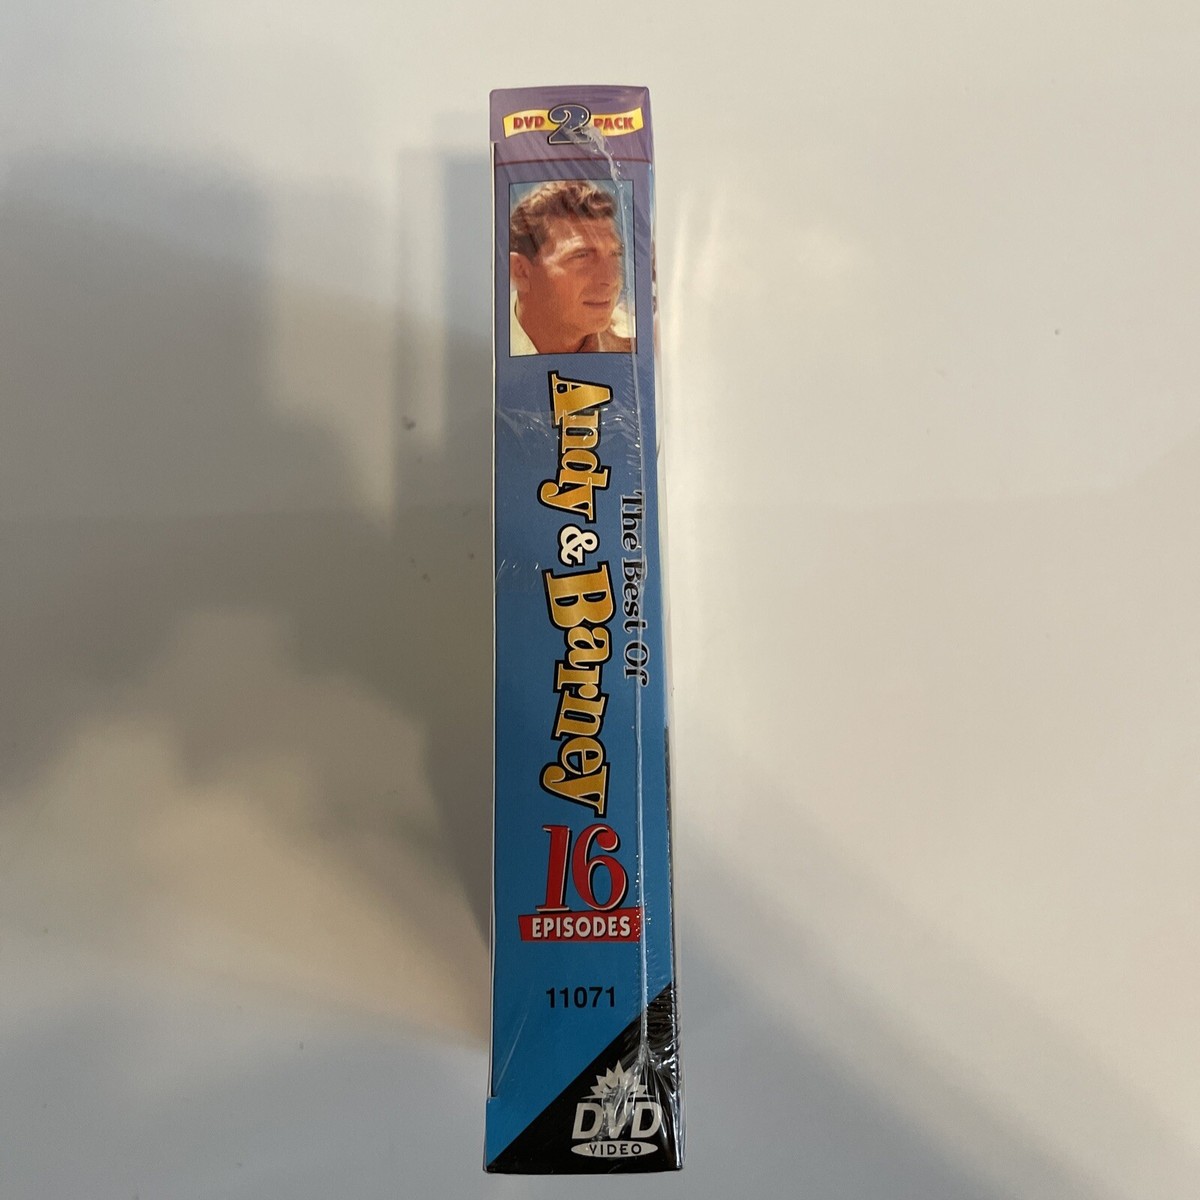 DVD 2 PACK
The Best Of
Andy & Barney
16
EPISODES
11071
DVD
VIDEO